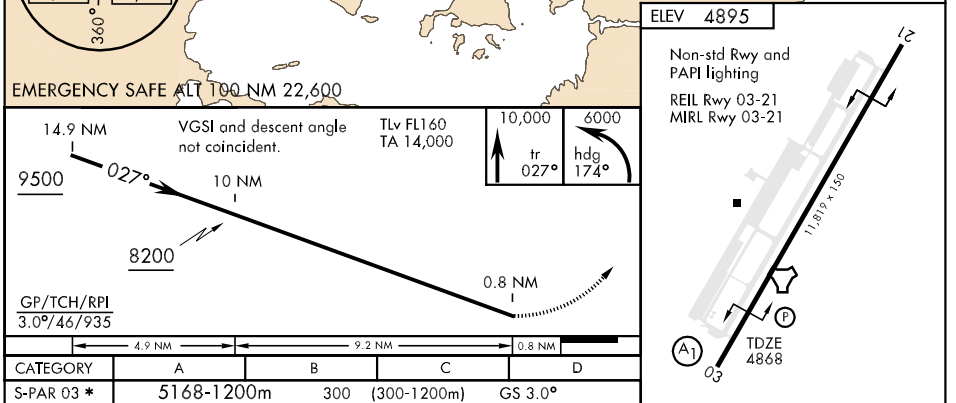 360°
EMERGENCY SAFE ALT 100 NM 22,600
14.9 NM
VGSI and descent angle
not coincident.
TLv FL160
TA 14,000
10,000
tr
027°
6000
hdg
174°
9500
027°
10 NM
8200
0.8 NM
GP/TCH/RPI
3.0°/46/935
4.9 NM
9.2 NM
0.8 NM
CATEGORY A B C D
S-PAR 03 * 5168-1200m 300 (300-1200m) GS 3.0°
ELEV 4895
Non-std Rwy and
PAPI lighting
REIL Rwy 03-21
MIRL Rwy 03-21
21
11,819 x 150
P
A1
TDZE
4868
03